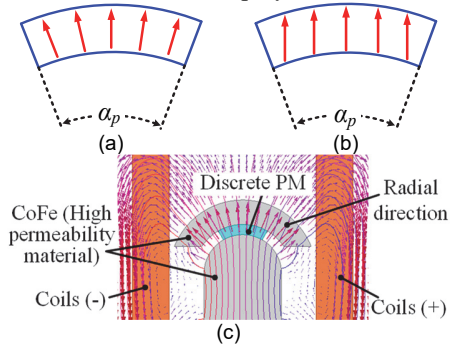 αp
αp
(a)
(b)
Discrete PM
CoFe (High
permeability
material)
Radial
direction
Coils (-)
Coils (+)
(c)